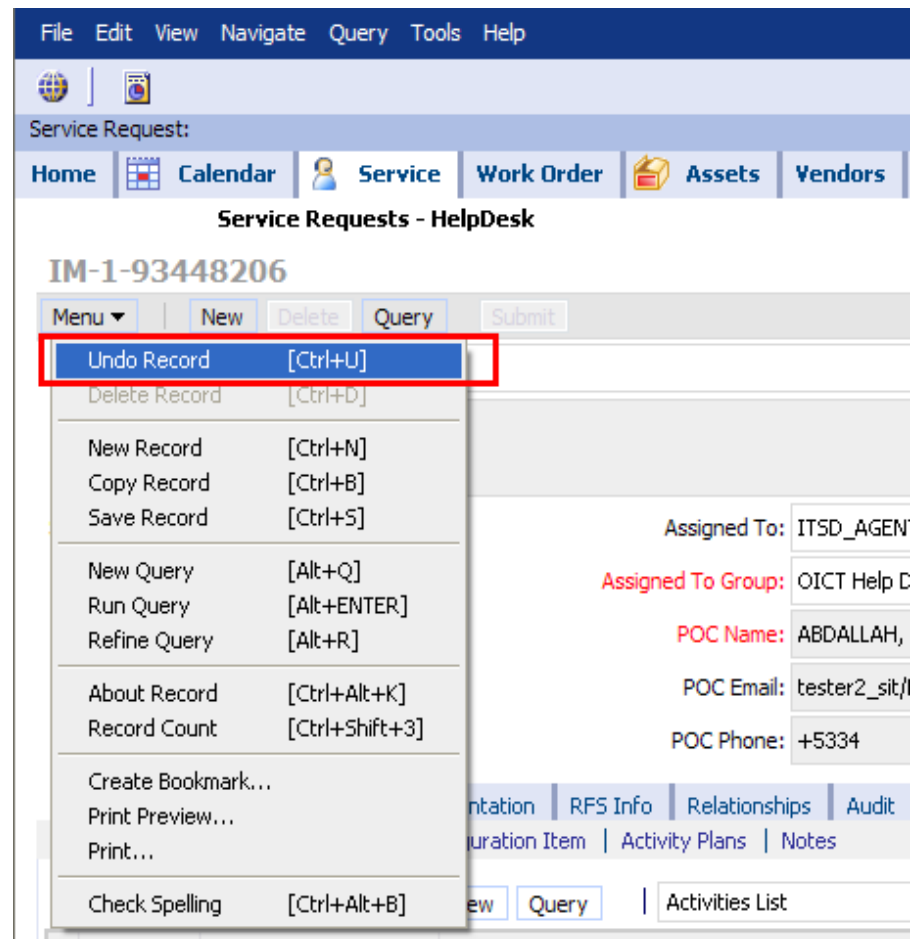 File Edit View Navigate Query Tools Help
Service Request:
Home Calendar Service Work Order Assets Vendors
Service Requests - HelpDesk
IM-1-93448206
Menu New Delete Query Submit
Undo Record [Ctrl+U]
Delete Record [Ctrl+D]
New Record [Ctrl+N]
Copy Record [Ctrl+B]
Save Record [Ctrl+S]
Assigned To: ITSD_AGENT
New Query [Alt+Q]
Assigned To Group: OICT Help D
Run Query [Alt+ENTER]
Refine Query [Alt+R]
POC Name: ABDALLAH,
About Record [Ctrl+Alt+K]
POC Email: tester2_sit/
Record Count [Ctrl+Shift+3]
POC Phone: +5334
Create Bookmark...
Print Preview...
ntation RFS Info Relationships Audit
Print...
uration Item Activity Plans Notes
Check Spelling [Ctrl+Alt+B]
ew Query Activities List